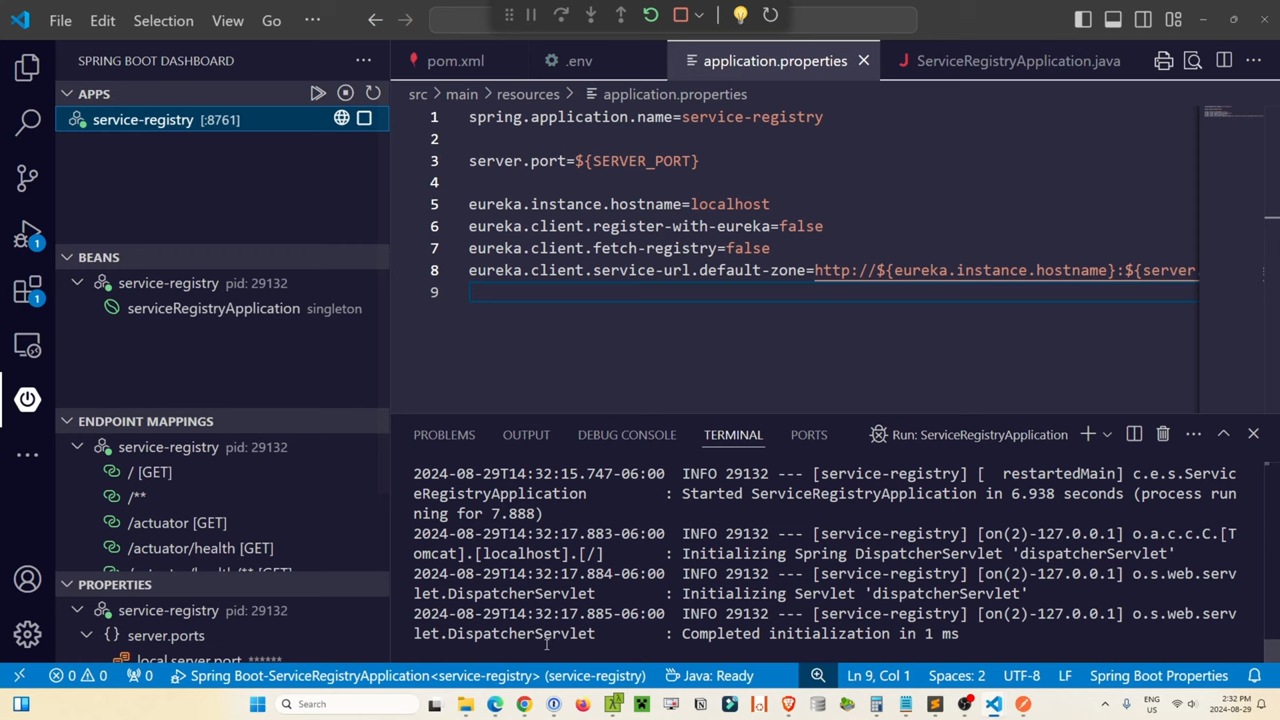 File Edit Selection View Go ···
SPRING BOOT DASHBOARD ···
APPS
service-registry [:8761]
BEANS
service-registry pid: 29132
serviceRegistryApplication singleton
ENDPOINT MAPPINGS
service-registry pid: 29132
/ [GET]
/**
/actuator [GET]
/actuator/health [GET]
/actuator/health/** [GET]
PROPERTIES
service-registry pid: 29132
{} server.ports
local.server.port ******
1
1
pom.xml .env application.properties ServiceRegistryApplication.java ···
src > main > resources > application.properties
1 spring.application.name=service-registry
2
3 server.port=${SERVER_PORT}
4
5 eureka.instance.hostname=localhost
6 eureka.client.register-with-eureka=false
7 eureka.client.fetch-registry=false
8 eureka.client.service-url.default-zone=http://${eureka.instance.hostname}:${server.
9
PROBLEMS OUTPUT DEBUG CONSOLE TERMINAL PORTS Run: ServiceRegistryApplication
2024-08-29T14:32:15.747-06:00 INFO 29132 --- [service-registry] [ restartedMain] c.e.s.Servic
eRegistryApplication : Started ServiceRegistryApplication in 6.938 seconds (process run
ning for 7.888)
2024-08-29T14:32:17.883-06:00 INFO 29132 --- [service-registry] [on(2)-127.0.0.1] o.a.c.c.C.[T
omcat].[localhost].[/] : Initializing Spring DispatcherServlet 'dispatcherServlet'
2024-08-29T14:32:17.884-06:00 INFO 29132 --- [service-registry] [on(2)-127.0.0.1] o.s.web.serv
let.DispatcherServlet : Initializing Servlet 'dispatcherServlet'
2024-08-29T14:32:17.885-06:00 INFO 29132 --- [service-registry] [on(2)-127.0.0.1] o.s.web.serv
let.DispatcherServlet : Completed initialization in 1 ms
0 0 0 Spring Boot-ServiceRegistryApplication<service-registry> (service-registry) Java: Ready Ln 9, Col 1 Spaces: 2 UTF-8 LF Spring Boot Properties
Search
ENG
US
2:32 PM
2024-08-29